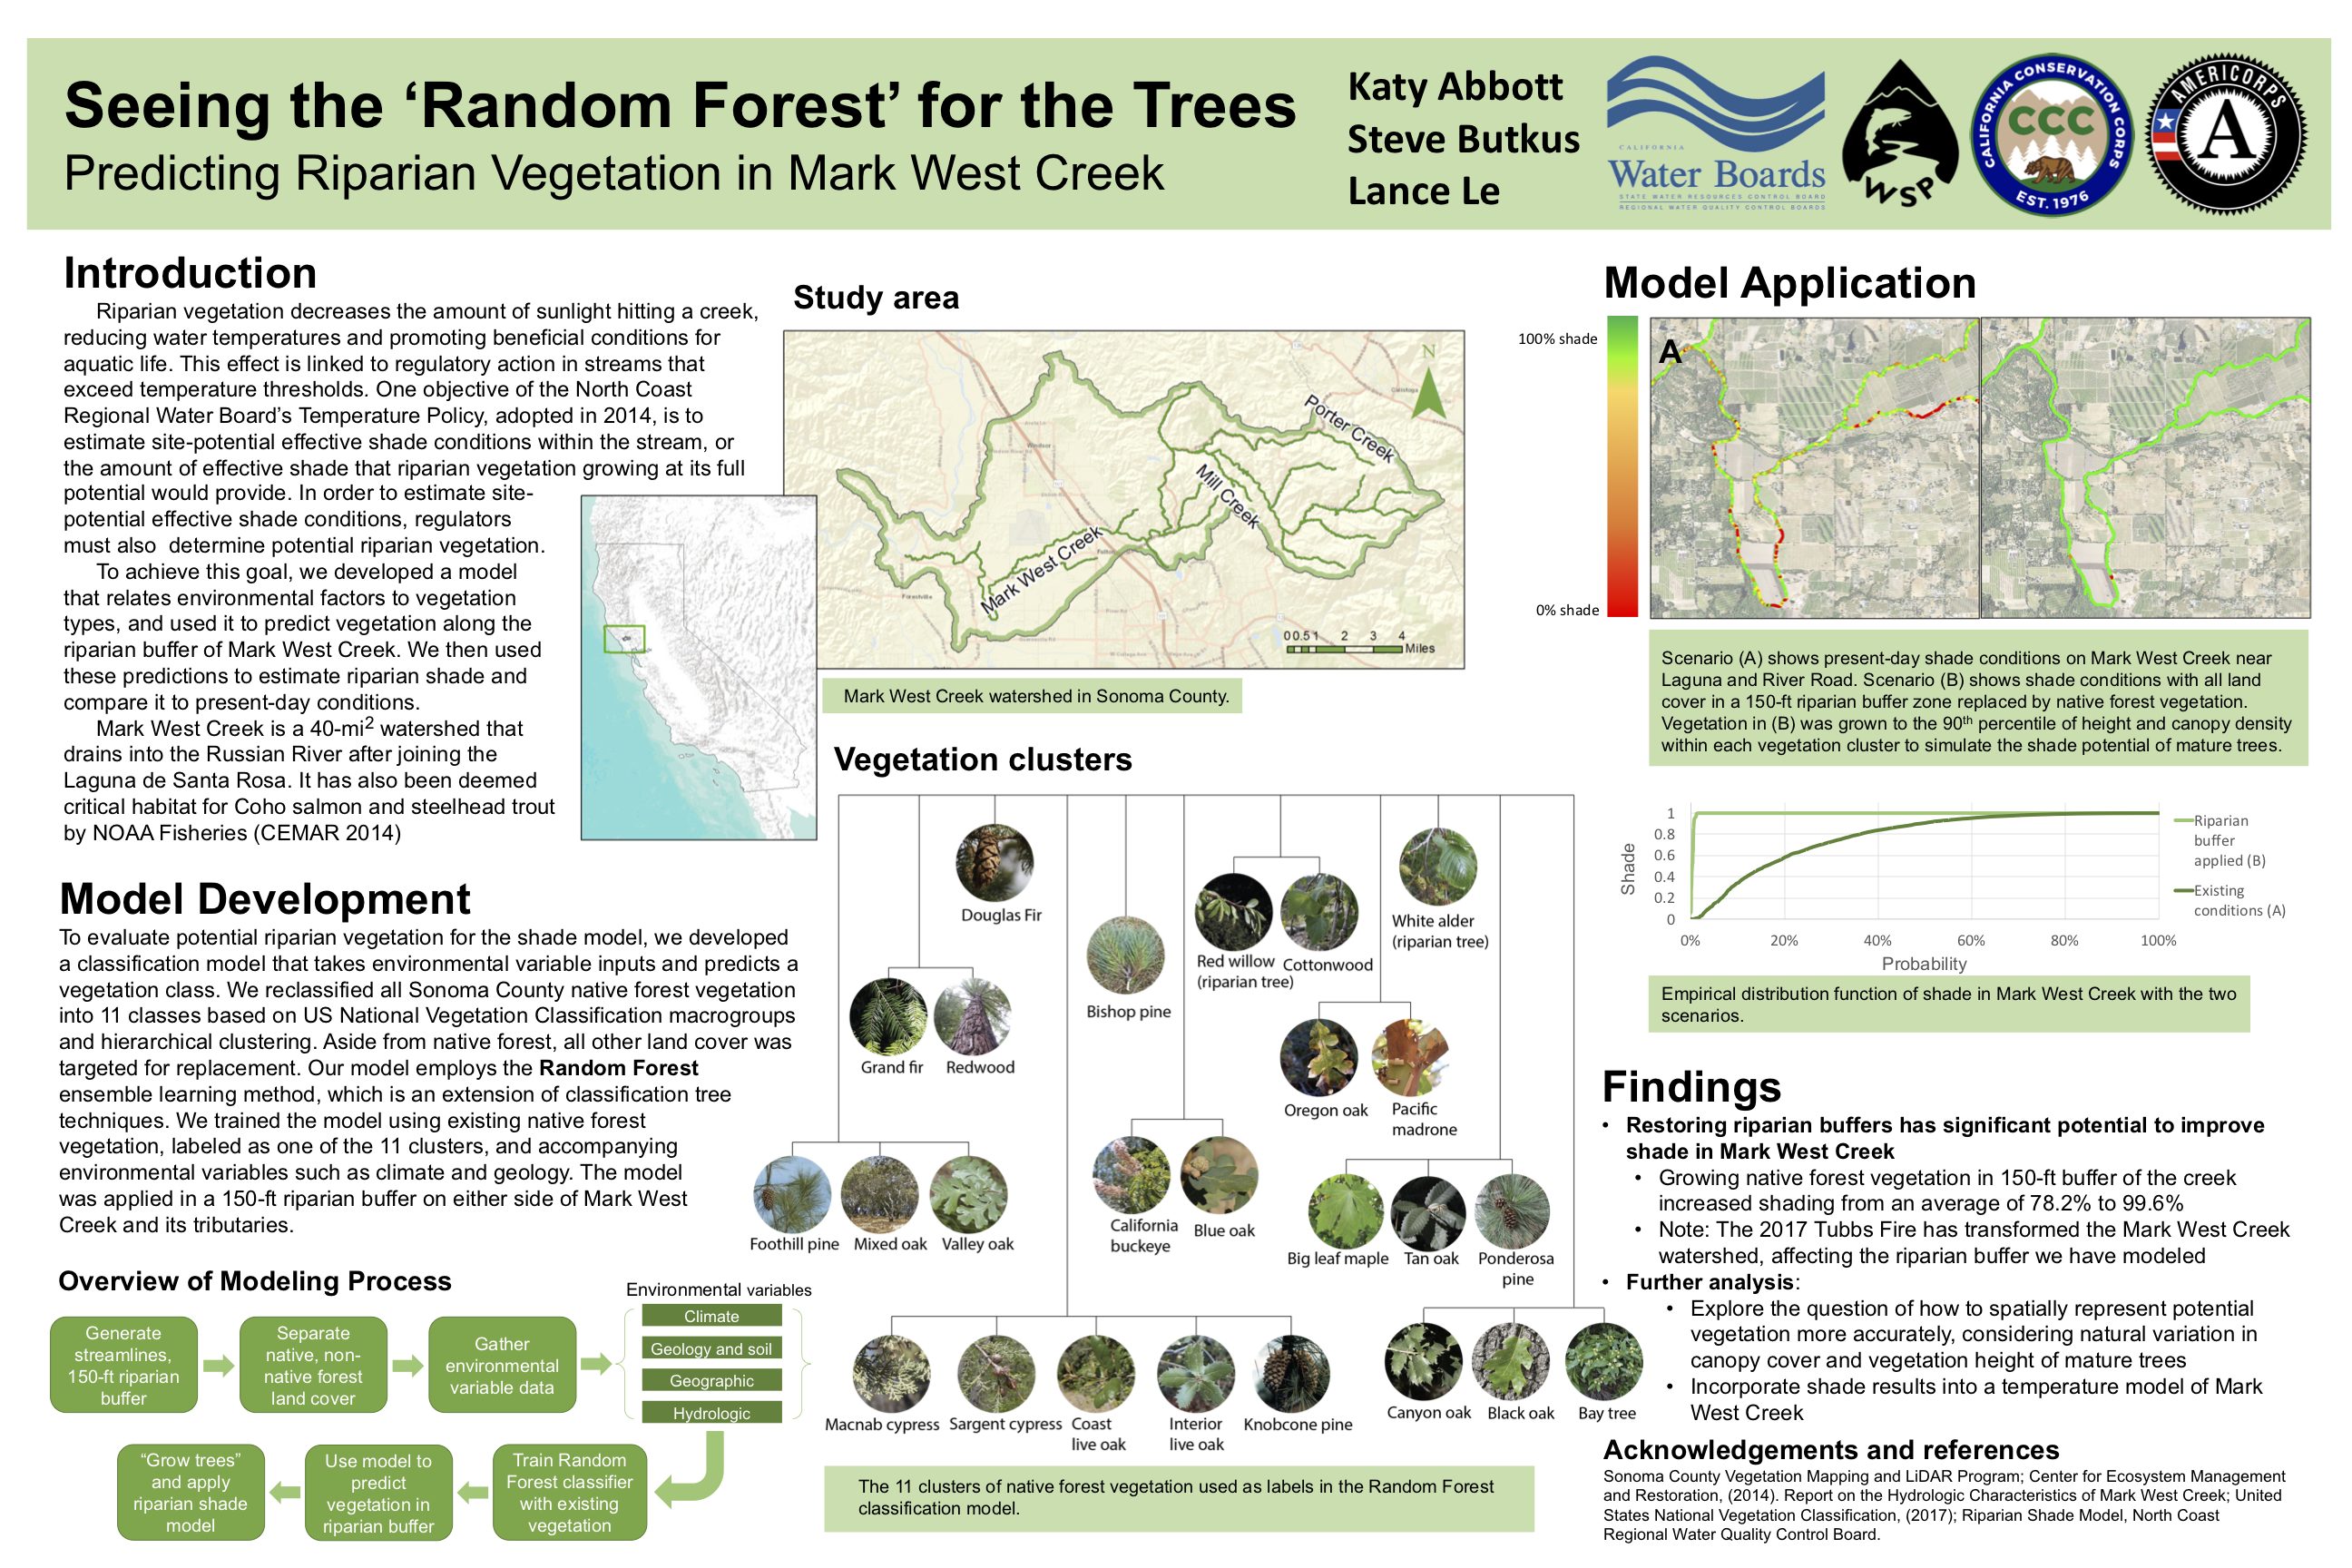 Seeing the ‘Random Forest’ for the Trees
Predicting Riparian Vegetation in Mark West Creek
Katy Abbott
Steve Butkus
Lance Le
CALIFORNIA
Water Boards
STATE WATER RESOURCES CONTROL BOARD
REGIONAL WATER QUALITY CONTROL BOARDS
WSP
CALIFORNIA CONSERVATION CORPS
CCC
EST. 1976
AMERICORPS
A
Introduction
Riparian vegetation decreases the amount of sunlight hitting a creek,
reducing water temperatures and promoting beneficial conditions for
aquatic life. This effect is linked to regulatory action in streams that
exceed temperature thresholds. One objective of the North Coast
Regional Water Board’s Temperature Policy, adopted in 2014, is to
estimate site-potential effective shade conditions within the stream, or
the amount of effective shade that riparian vegetation growing at its full
potential would provide. In order to estimate site-
potential effective shade conditions, regulators
must also  determine potential riparian vegetation.
To achieve this goal, we developed a model
that relates environmental factors to vegetation
types, and used it to predict vegetation along the
riparian buffer of Mark West Creek. We then used
these predictions to estimate riparian shade and
compare it to present-day conditions.
Mark West Creek is a 40-mi² watershed that
drains into the Russian River after joining the
Laguna de Santa Rosa. It has also been deemed
critical habitat for Coho salmon and steelhead trout
by NOAA Fisheries (CEMAR 2014)
Model Development
To evaluate potential riparian vegetation for the shade model, we developed
a classification model that takes environmental variable inputs and predicts a
vegetation class. We reclassified all Sonoma County native forest vegetation
into 11 classes based on US National Vegetation Classification macrogroups
and hierarchical clustering. Aside from native forest, all other land cover was
targeted for replacement. Our model employs the Random Forest
ensemble learning method, which is an extension of classification tree
techniques. We trained the model using existing native forest
vegetation, labeled as one of the 11 clusters, and accompanying
environmental variables such as climate and geology. The model
was applied in a 150-ft riparian buffer on either side of Mark West
Creek and its tributaries.
Overview of Modeling Process
Generate
streamlines,
150-ft riparian
buffer
Separate
native, non-
native forest
land cover
Gather
environmental
variable data
Environmental variables
Climate
Geology and soil
Geographic
Hydrologic
Train Random
Forest classifier
with existing
vegetation
Use model to
predict
vegetation in
riparian buffer
“Grow trees”
and apply
riparian shade
model
Study area
N
Porter Creek
Mill Creek
Mark West Creek
Windsor
Forestville
0 0.5 1 2 3 4
Miles
Mark West Creek watershed in Sonoma County.
Vegetation clusters
Douglas Fir
Grand fir
Redwood
Bishop pine
Red willow
(riparian tree)
Cottonwood
White alder
(riparian tree)
Oregon oak
Pacific
madrone
Foothill pine
Mixed oak
Valley oak
California
buckeye
Blue oak
Big leaf maple
Tan oak
Ponderosa
pine
Macnab cypress
Sargent cypress
Coast
live oak
Interior
live oak
Knobcone pine
Canyon oak
Black oak
Bay tree
The 11 clusters of native forest vegetation used as labels in the Random Forest
classification model.
Model Application
100% shade
0% shade
A
Scenario (A) shows present-day shade conditions on Mark West Creek near
Laguna and River Road. Scenario (B) shows shade conditions with all land
cover in a 150-ft riparian buffer zone replaced by native forest vegetation.
Vegetation in (B) was grown to the 90th percentile of height and canopy density
within each vegetation cluster to simulate the shade potential of mature trees.
Shade
1
0.8
0.6
0.4
0.2
0
0% 20% 40% 60% 80% 100%
Probability
Riparian
buffer
applied (B)
Existing
conditions (A)
Empirical distribution function of shade in Mark West Creek with the two
scenarios.
Findings
• Restoring riparian buffers has significant potential to improve
shade in Mark West Creek
• Growing native forest vegetation in 150-ft buffer of the creek
increased shading from an average of 78.2% to 99.6%
• Note: The 2017 Tubbs Fire has transformed the Mark West Creek
watershed, affecting the riparian buffer we have modeled
• Further analysis:
• Explore the question of how to spatially represent potential
vegetation more accurately, considering natural variation in
canopy cover and vegetation height of mature trees
• Incorporate shade results into a temperature model of Mark
West Creek
Acknowledgements and references
Sonoma County Vegetation Mapping and LiDAR Program; Center for Ecosystem Management
and Restoration, (2014). Report on the Hydrologic Characteristics of Mark West Creek; United
States National Vegetation Classification, (2017); Riparian Shade Model, North Coast
Regional Water Quality Control Board.